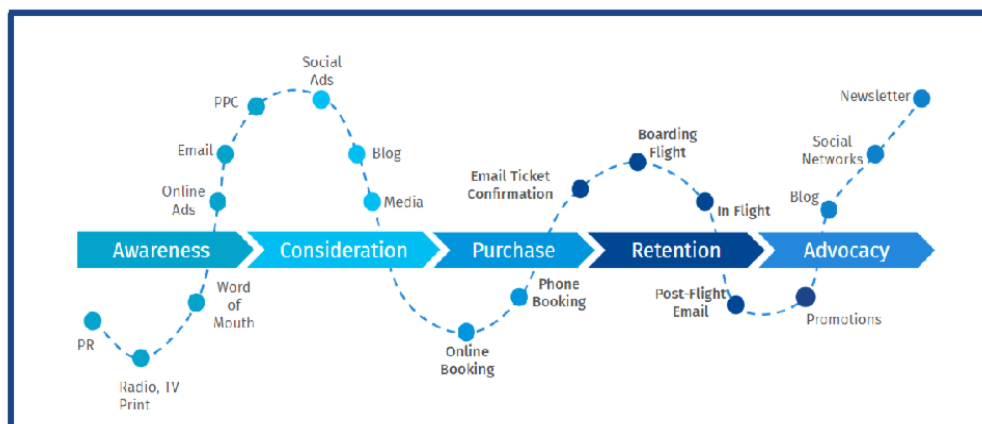 Social
Ads
PPC
Email
Online
Ads
Blog
Media
Email Ticket
Confirmation
Boarding
Flight
In Flight
Newsletter
Social
Networks
Blog
Awareness
Consideration
Purchase
Retention
Advocacy
PR
Radio, TV
Print
Word
of
Mouth
Online
Booking
Phone
Booking
Post-Flight
Email
Promotions